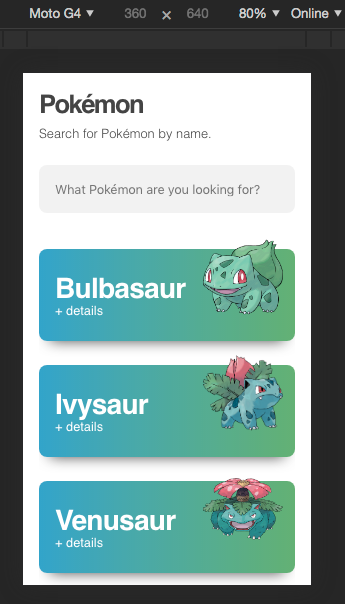 Moto G4 ▼ 360 × 640 80% ▼ Online ▼
Pokémon
Search for Pokémon by name.
What Pokémon are you looking for?
Bulbasaur
+ details
Ivysaur
+ details
Venusaur
+ details